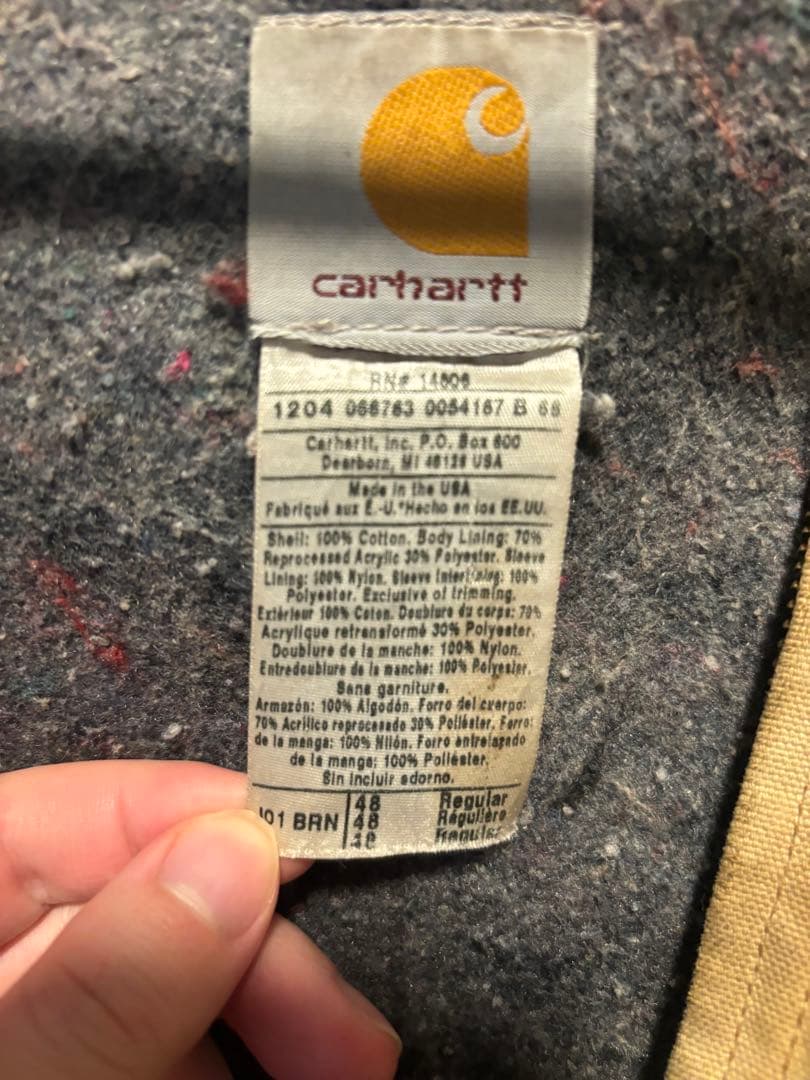 carhartt
RN# 14806
1204 066763 0054167 B 66
Carhartt, Inc. P.O. Box 600
Dearborn, MI 48126 USA
Made in the USA
Fabriqué aux É.-U.*Hecho en los EE.UU.
Shell: 100% Cotton. Body Lining: 70%
Reprocessed Acrylic 30% Polyester. Sleeve
Lining: 100% Nylon. Sleeve Interlining: 100%
Polyester. Exclusive of trimming.
Extérieur 100% Coton. Doublure du corps: 70%
Acrylique retransformé 30% Polyester.
Doublure de la manche: 100% Nylon.
Entredoublure de la manche: 100% Polyester.
Sans garniture.
Armazón: 100% Algodón. Forro del cuerpo:
70% Acrílico reprocesado 30% Poliéster. Forro
de la manga: 100% Nilón. Forro entrelazado
de la manga: 100% Poliéster.
Sin incluir adorno.
48 Regular
J01 BRN 48 Régulière
48 Regular